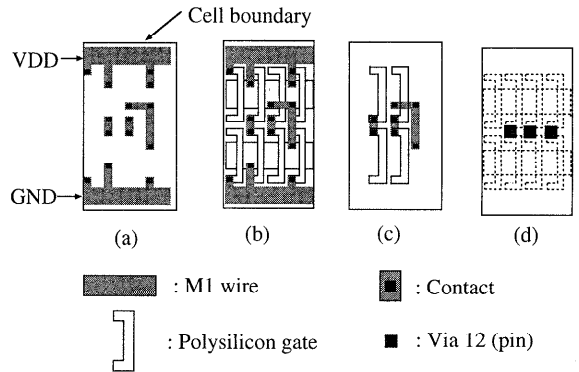 Cell boundary
VDD
GND
(a)
(b)
(c)
(d)
: M1 wire
: Contact
: Polysilicon gate
: Via 12 (pin)